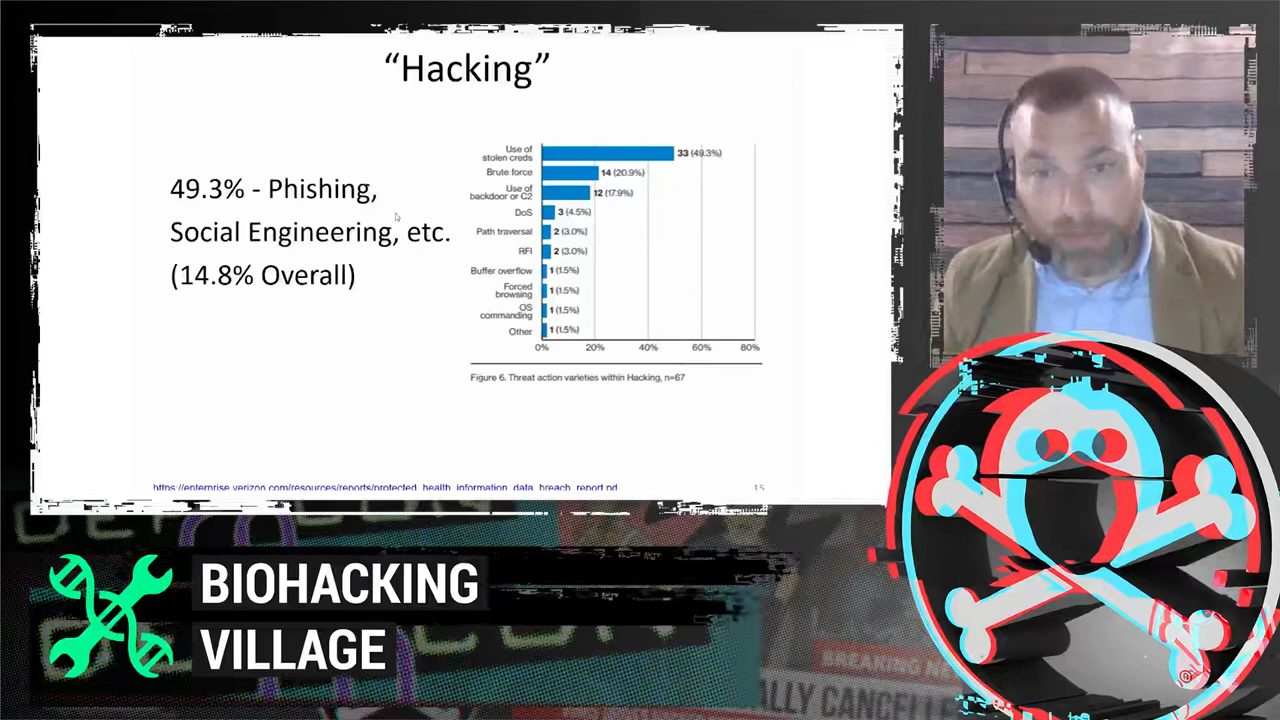 “Hacking”
49.3% - Phishing,
Social Engineering, etc.
(14.8% Overall)
Use of
stolen creds
33 (49.3%)
Brute force
14 (20.9%)
Use of
backdoor or C2
12 (17.9%)
DoS
3 (4.5%)
Path traversal
2 (3.0%)
RFI
2 (3.0%)
Buffer overflow
1 (1.5%)
Forced
browsing
1 (1.5%)
OS
commanding
1 (1.5%)
Other
1 (1.5%)
0% 20% 40% 60% 80%
Figure 6. Threat action varieties within Hacking, n=67
https://enterprise.verizon.com/resources/reports/protected_health_information_data_breach_report.pd
15
BIOHACKING
VILLAGE
BREAKING NE
ALLY CANCELLE
®